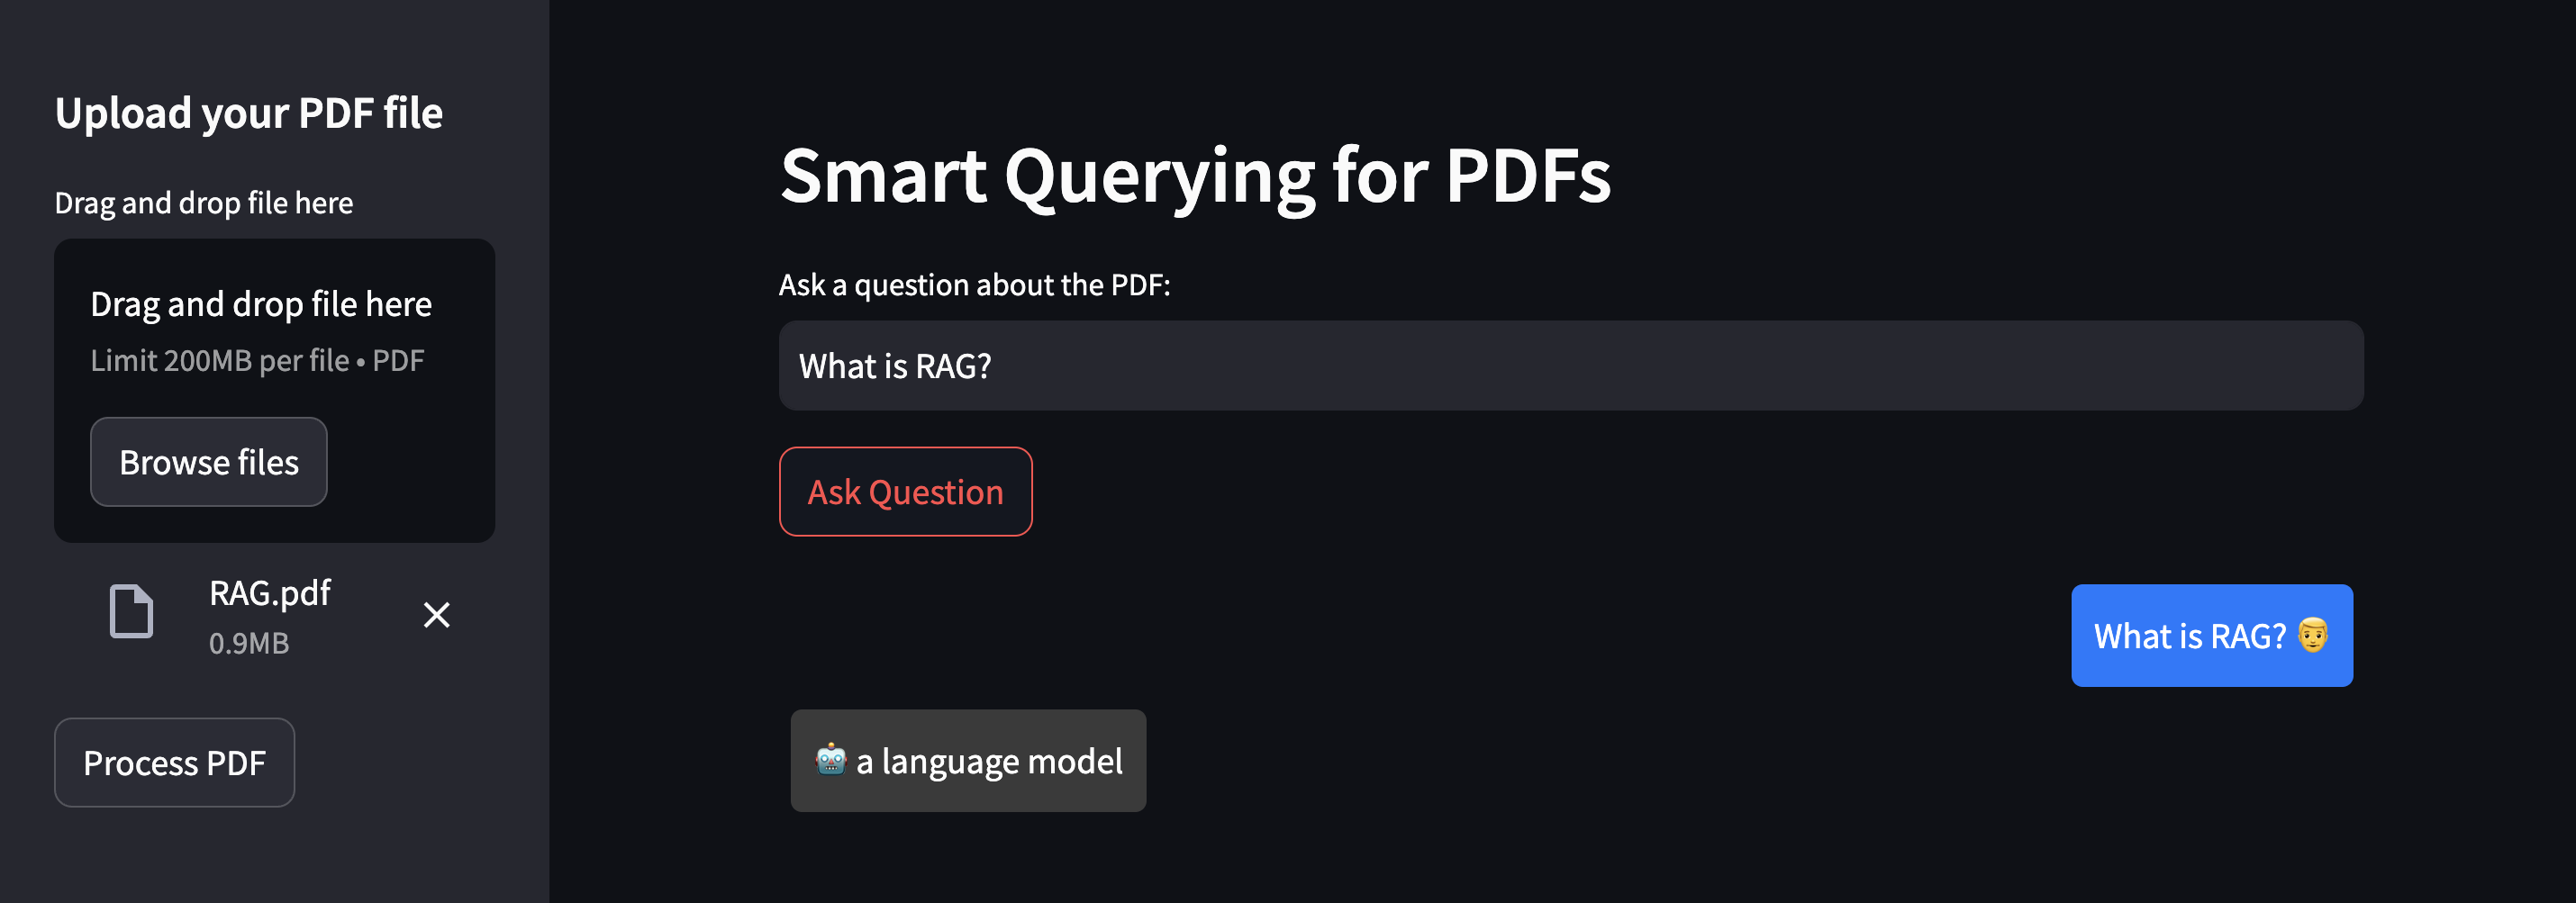 Upload your PDF file
Drag and drop file here
Drag and drop file here
Limit 200MB per file • PDF
Browse files
RAG.pdf
0.9MB
Process PDF
Smart Querying for PDFs
Ask a question about the PDF:
What is RAG?
Ask Question
What is RAG? 👨
🤖 a language model